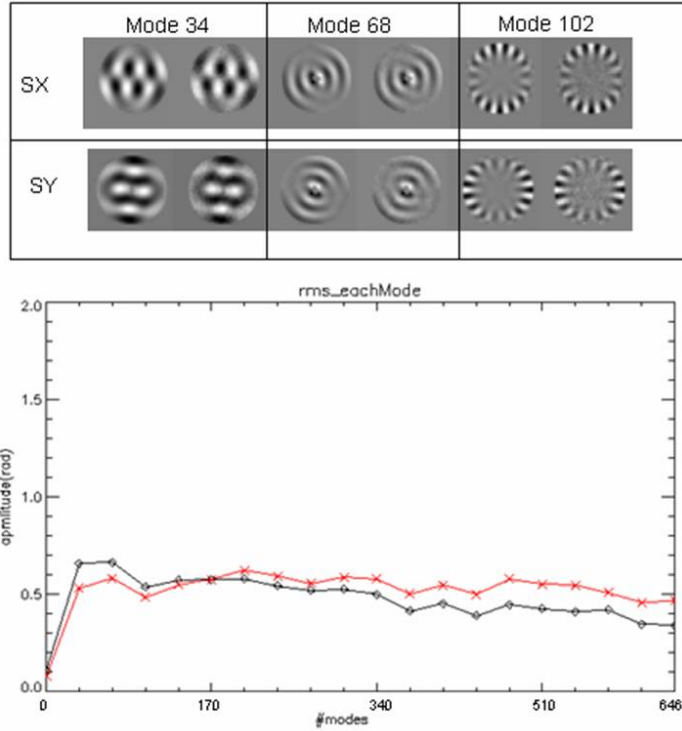 Mode 34 Mode 68 Mode 102
SX
SY
rms_eachMode
2.0
1.5
1.0
0.5
0.0
apmlitude(rad)
0 170 340 510 646
#modes